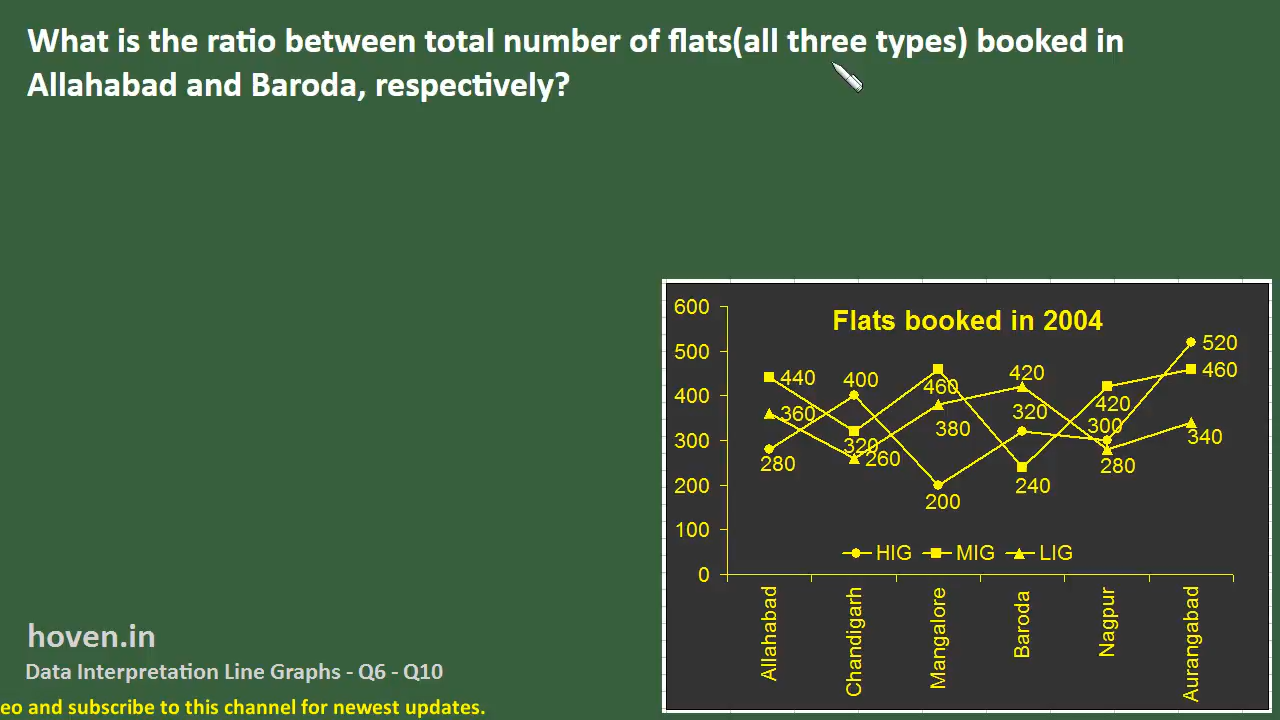 What is the ratio between total number of flats(all three types) booked in
Allahabad and Baroda, respectively?
Flats booked in 2004
600
500
400
300
200
100
0
440
360
280
400
320
260
460
380
200
420
320
240
420
300
280
520
460
340
HIG MIG LIG
Allahabad
Chandigarh
Mangalore
Baroda
Nagpur
Aurangabad
hoven.in
Data Interpretation Line Graphs - Q6 - Q10
eo and subscribe to this channel for newest updates.